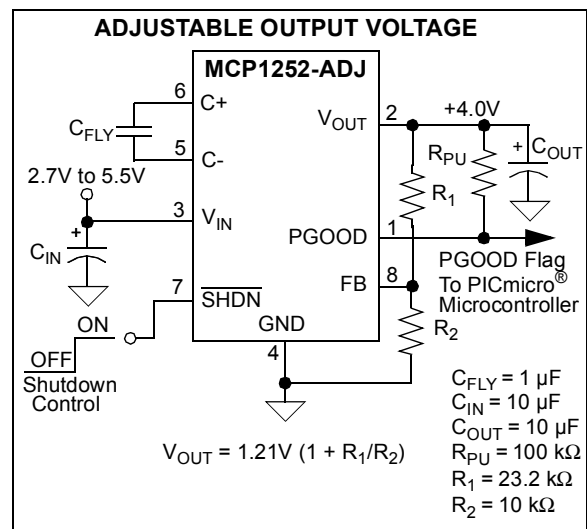 ADJUSTABLE OUTPUT VOLTAGE
MCP1252-ADJ
6
C+
CFLY
5
C-
VOUT
2
+4.0V
COUT
+
RPU
R1
2.7V to 5.5V
3
VIN
+
CIN
PGOOD
1
PGOOD Flag
To PICmicro®
Microcontroller
7
SHDN
FB
8
R2
ON
OFF
Shutdown
Control
GND
4
VOUT = 1.21V (1 + R1/R2)
CFLY = 1 µF
CIN = 10 µF
COUT = 10 µF
RPU = 100 kΩ
R1 = 23.2 kΩ
R2 = 10 kΩ